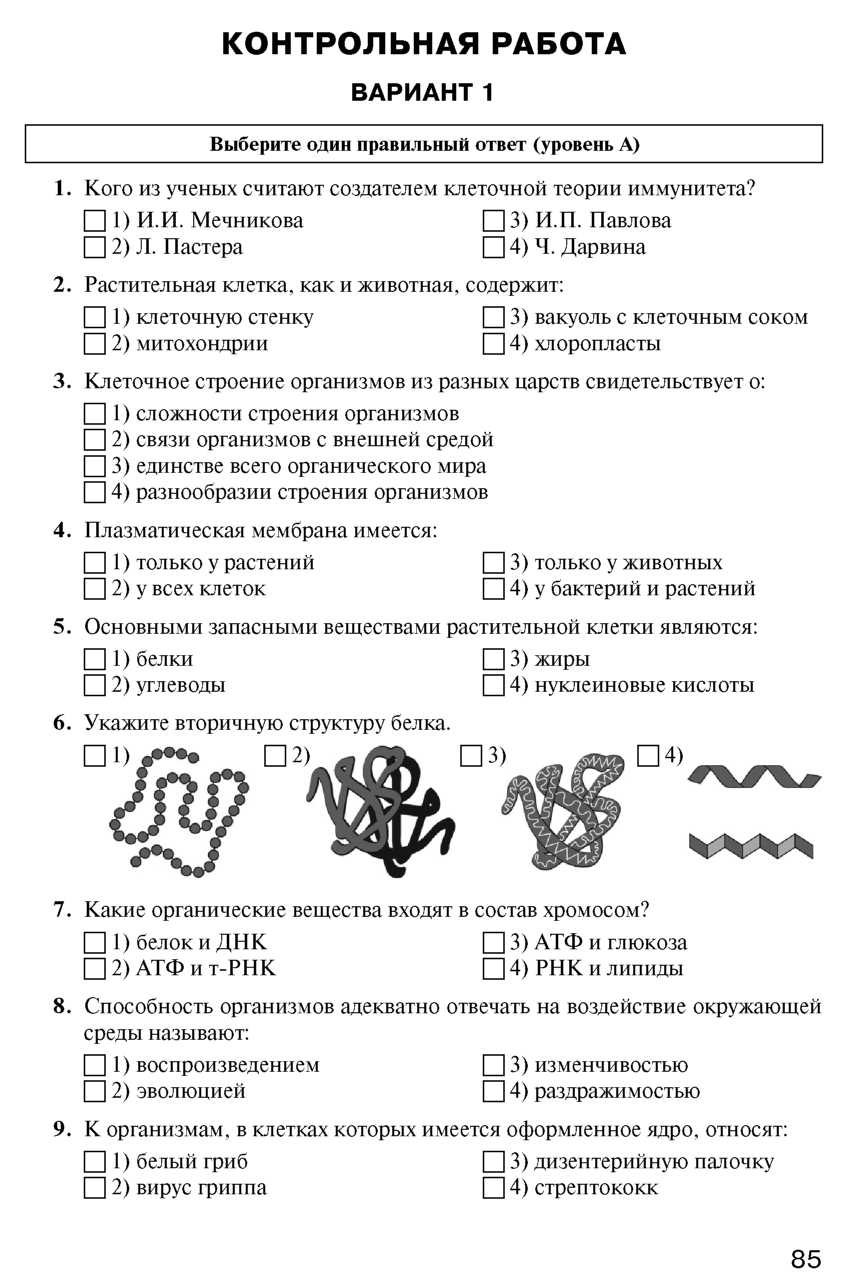 КОНТРОЛЬНАЯ РАБОТА
ВАРИАНТ 1
Выберите один правильный ответ (уровень А)
1. Кого из ученых считают создателем клеточной теории иммунитета?
1) И.И. Мечникова 3) И.П. Павлова
2) Л. Пастера 4) Ч. Дарвина
2. Растительная клетка, как и животная, содержит:
1) клеточную стенку 3) вакуоль с клеточным соком
2) митохондрии 4) хлоропласты
3. Клеточное строение организмов из разных царств свидетельствует о:
1) сложности строения организмов
2) связи организмов с внешней средой
3) единстве всего органического мира
4) разнообразии строения организмов
4. Плазматическая мембрана имеется:
1) только у растений 3) только у животных
2) у всех клеток 4) у бактерий и растений
5. Основными запасными веществами растительной клетки являются:
1) белки 3) жиры
2) углеводы 4) нуклеиновые кислоты
6. Укажите вторичную структуру белка.
1) 2) 3) 4)
7. Какие органические вещества входят в состав хромосом?
1) белок и ДНК 3) АТФ и глюкоза
2) АТФ и т-РНК 4) РНК и липиды
8. Способность организмов адекватно отвечать на воздействие окружающей
среды называют:
1) воспроизведением 3) изменчивостью
2) эволюцией 4) раздражимостью
9. К организмам, в клетках которых имеется оформленное ядро, относят:
1) белый гриб 3) дизентерийную палочку
2) вирус гриппа 4) стрептококк
85